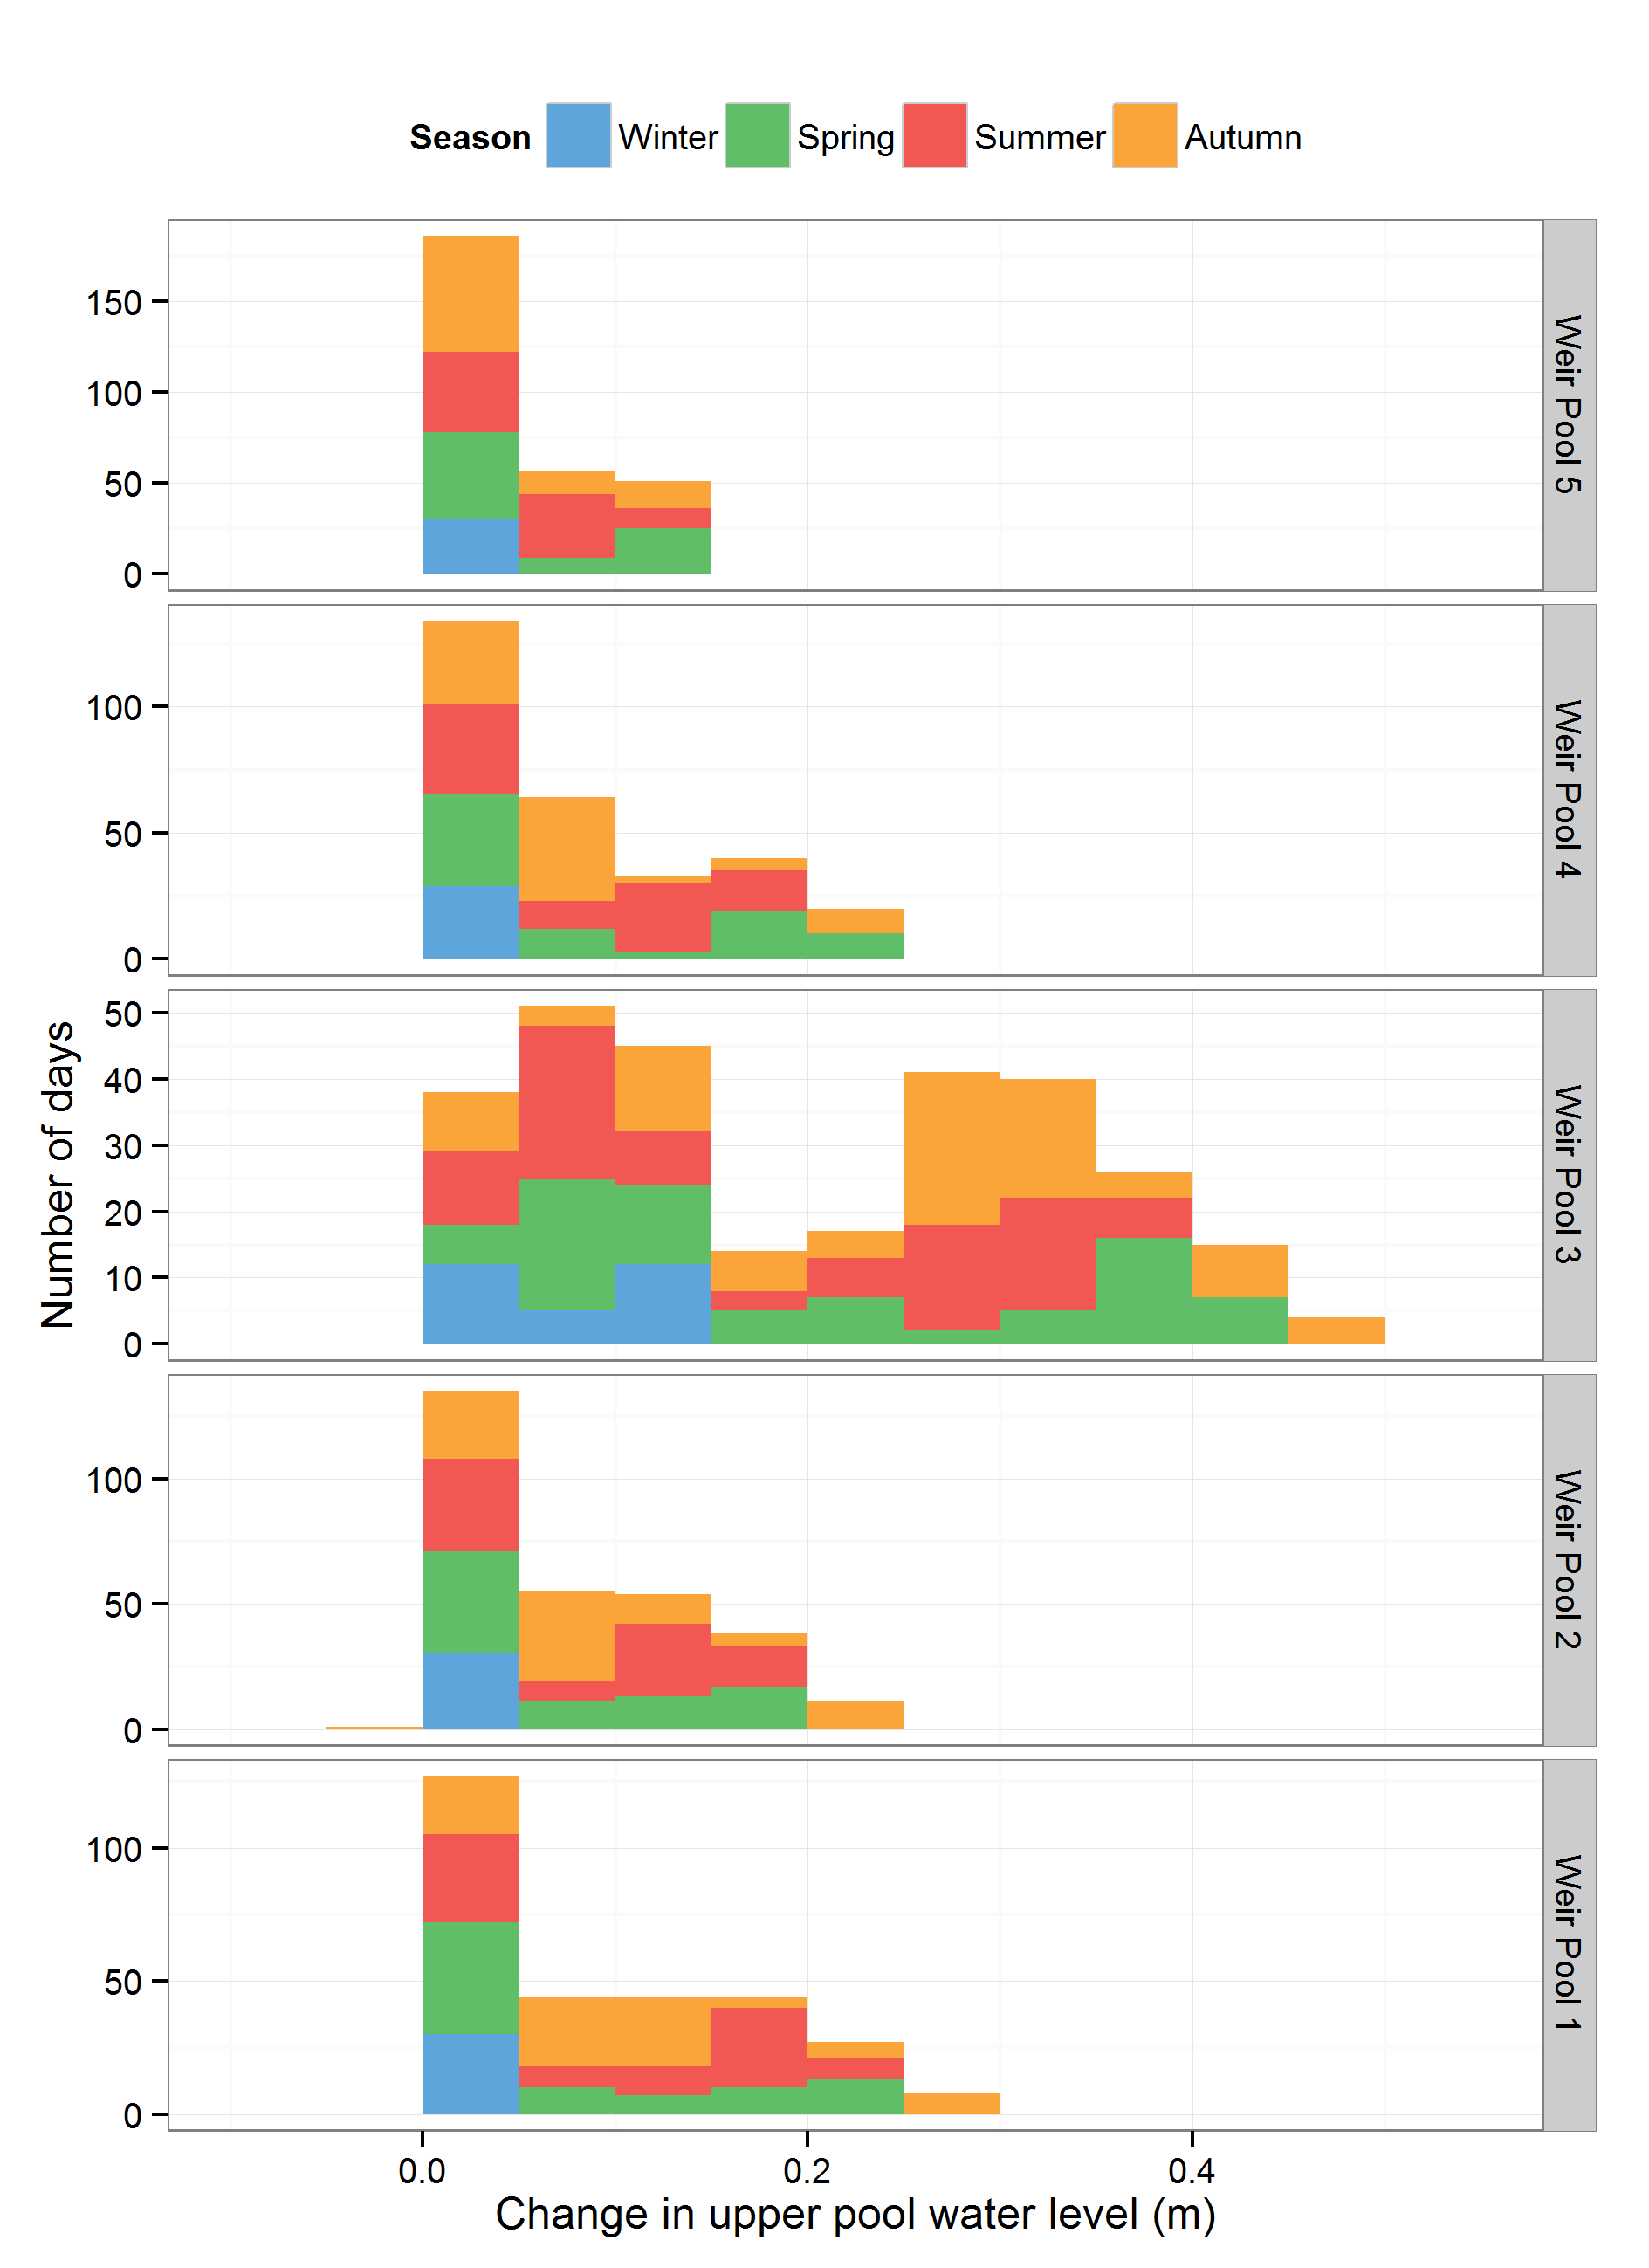 Season Winter Spring Summer Autumn
150
100
50
0
Weir Pool 5
100
50
0
Weir Pool 4
Number of days
50
40
30
20
10
0
Weir Pool 3
100
50
0
Weir Pool 2
100
50
0
Weir Pool 1
0.0 0.2 0.4
Change in upper pool water level (m)